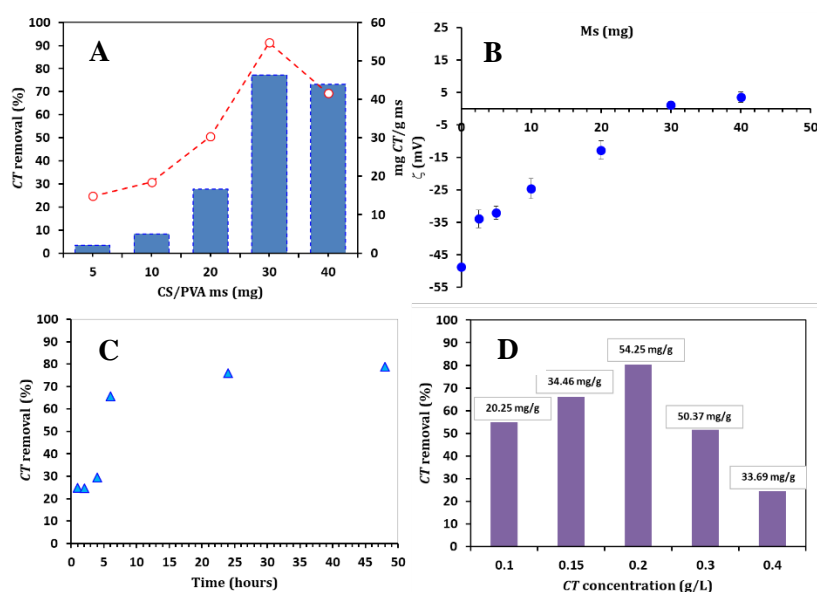 A
CT removal (%)
100
90
80
70
60
50
40
30
20
10
0
60
50
40
30
20
10
0
mg CT/g ms
5 10 20 30 40
CS/PVA ms (mg)
B
Ms (mg)
ζ (mV)
25
15
5
-5
-15
-25
-35
-45
-55
0 10 20 30 40 50
C
CT removal (%)
100
90
80
70
60
50
40
30
20
10
0
0 5 10 15 20 25 30 35 40 45 50
Time (hours)
D
CT removal (%)
100
90
80
70
60
50
40
30
20
10
0
20.25 mg/g
34.46 mg/g
54.25 mg/g
50.37 mg/g
33.69 mg/g
0.1 0.15 0.2 0.3 0.4
CT concentration (g/L)